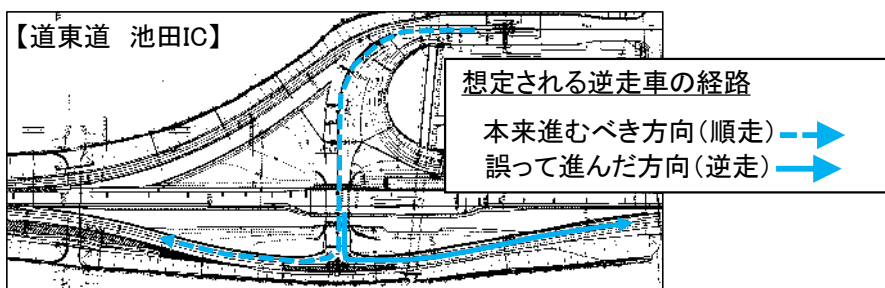 【道東道　池田IC】
想定される逆走車の経路
本来進むべき方向（順走）
誤って進んだ方向（逆走）